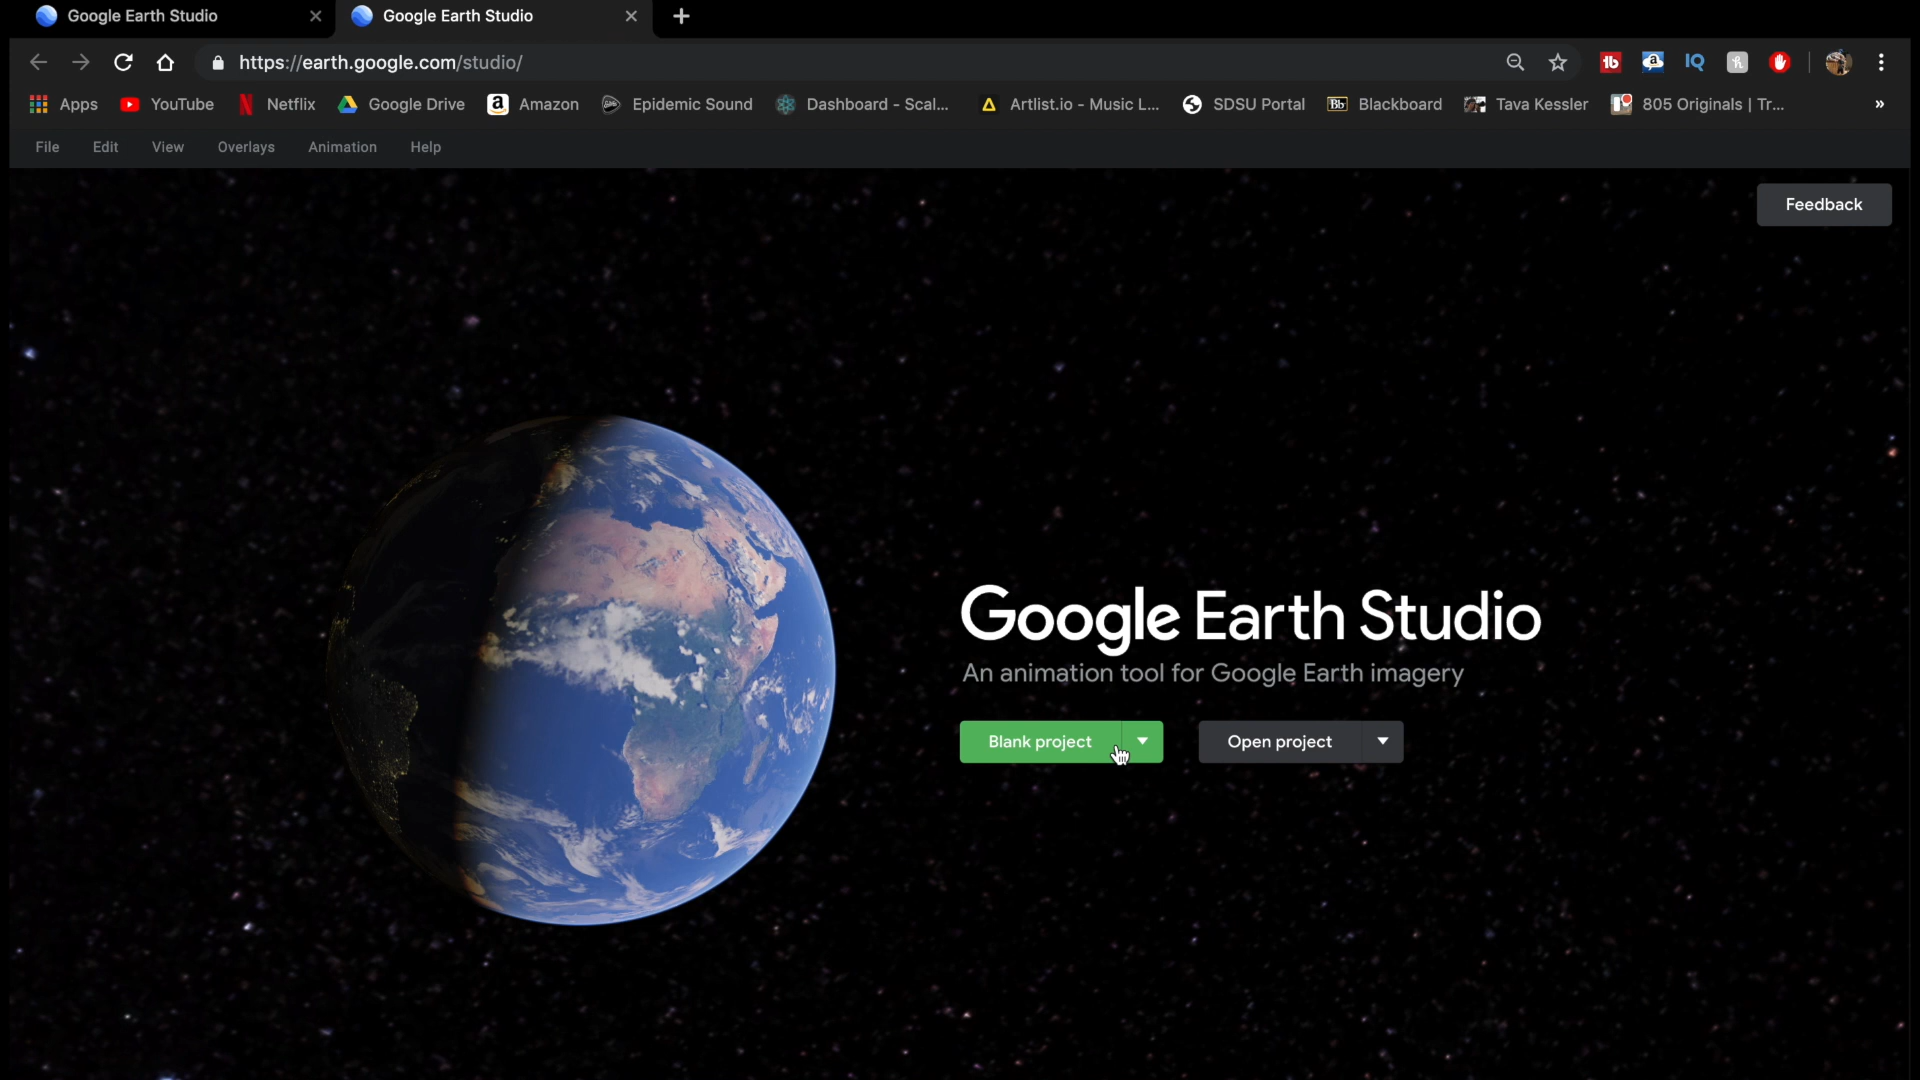 Google Earth Studio
Google Earth Studio
https://earth.google.com/studio/
Apps YouTube Netflix Google Drive Amazon Epidemic Sound Dashboard - Scal... Artlist.io - Music L... SDSU Portal Bb Blackboard Tava Kessler 805 Originals | Tr...
File Edit View Overlays Animation Help
Feedback
Google Earth Studio
An animation tool for Google Earth imagery
Blank project Open project